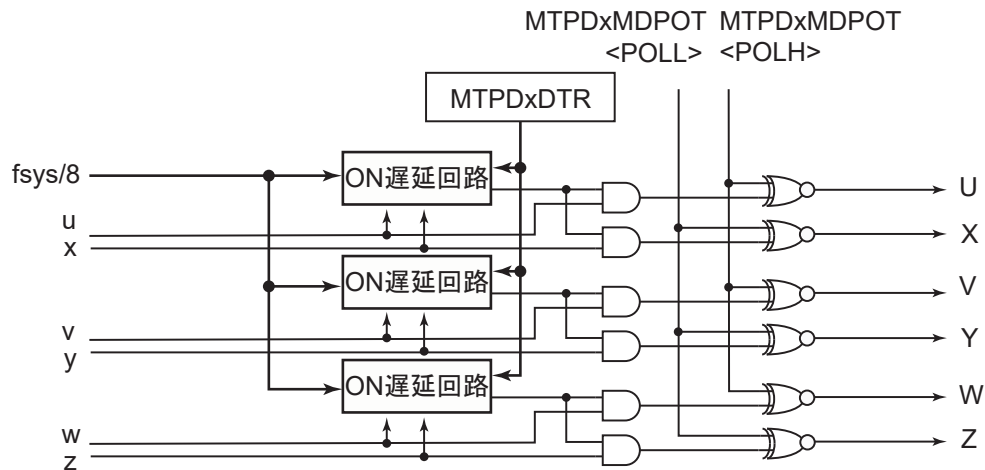 MTPDxMDPOT
<POLL>
MTPDxMDPOT
<POLH>
MTPDxDTR
fsys/8
ON遅延回路
u
x
U
X
ON遅延回路
v
y
V
Y
ON遅延回路
w
z
W
Z